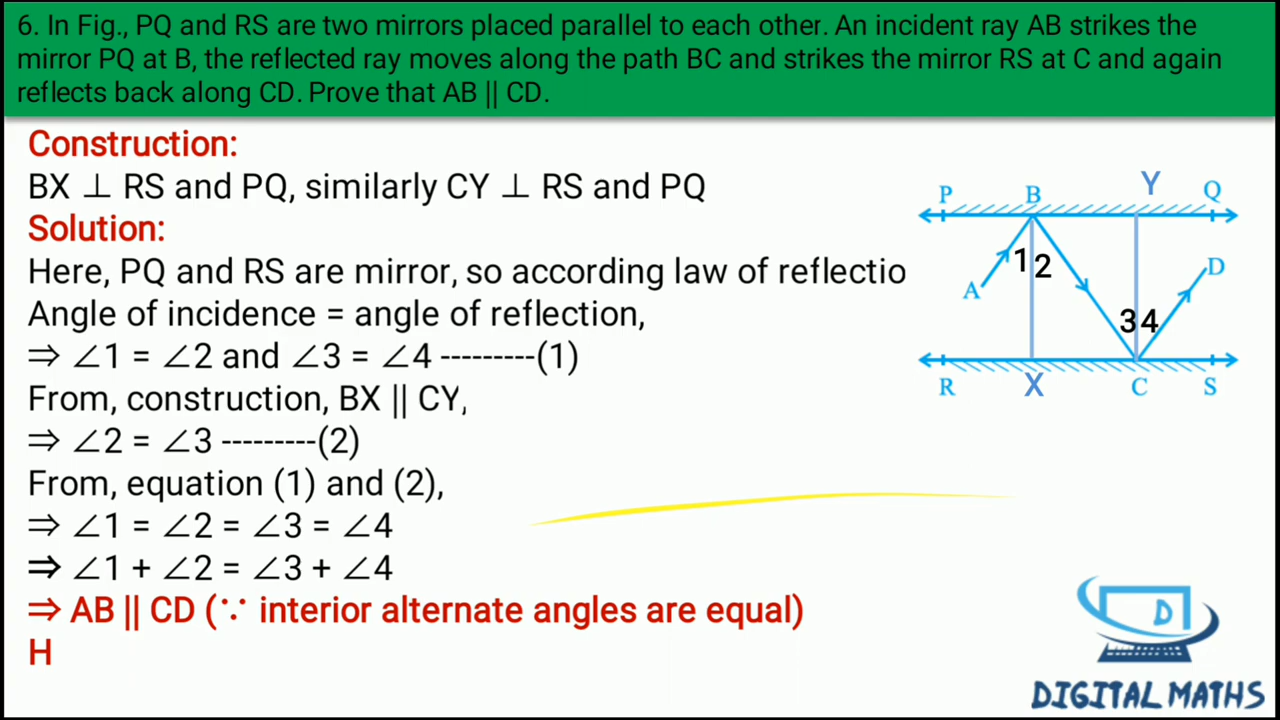 6. In Fig., PQ and RS are two mirrors placed parallel to each other. An incident ray AB strikes the
mirror PQ at B, the reflected ray moves along the path BC and strikes the mirror RS at C and again
reflects back along CD. Prove that AB || CD.
Construction:
BX ⊥ RS and PQ, similarly CY ⊥ RS and PQ
Solution:
Here, PQ and RS are mirror, so according law of reflectio
Angle of incidence = angle of reflection,
⇒ ∠1 = ∠2 and ∠3 = ∠4 ---------(1)
From, construction, BX || CY,
⇒ ∠2 = ∠3 ---------(2)
From, equation (1) and (2),
⇒ ∠1 = ∠2 = ∠3 = ∠4
⇒ ∠1 + ∠2 = ∠3 + ∠4
⇒ AB || CD (∵ interior alternate angles are equal)
H
P B Y Q
1 2
A D
3 4
R X C S
D
DIGITAL MATHS